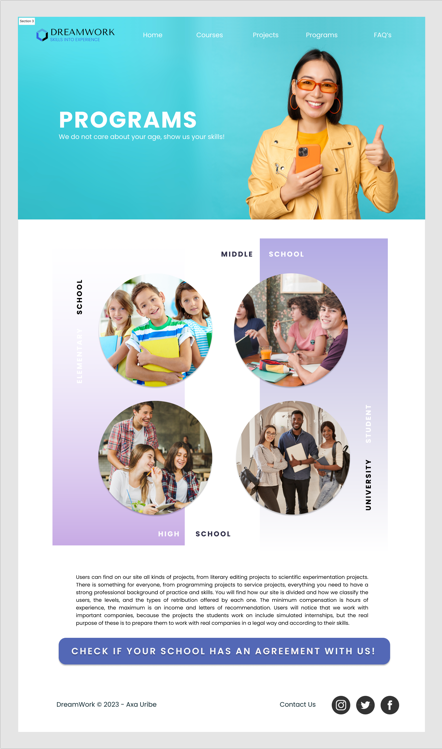 Section 3
DREAMWORK
SKILLS INTO EXPERIENCE
Home Courses Projects Programs FAQ's
PROGRAMS
We do not care about your age, show us your skills!
MIDDLE SCHOOL
ELEMENTARY SCHOOL
UNIVERSITY STUDENT
HIGH SCHOOL
Users can find on our site all kinds of projects, from literary editing projects to scientific experimentation projects.
There is something for everyone, from programming projects to service projects, everything you need to have a
strong professional background of practice and skills. You will find how our site is divided and how we classify the
users, the levels, and the types of retribution offered by each one. The minimum compensation is hours of
experience, the maximum is an income and letters of recommendation. Users will notice that we work with
important companies, because the projects the students work on include simulated internships, but the real
purpose of these is to prepare them to work with real companies in a legal way and according to their skills.
CHECK IF YOUR SCHOOL HAS AN AGREEMENT WITH US!
DreamWork © 2023 - Axa Uribe
Contact Us